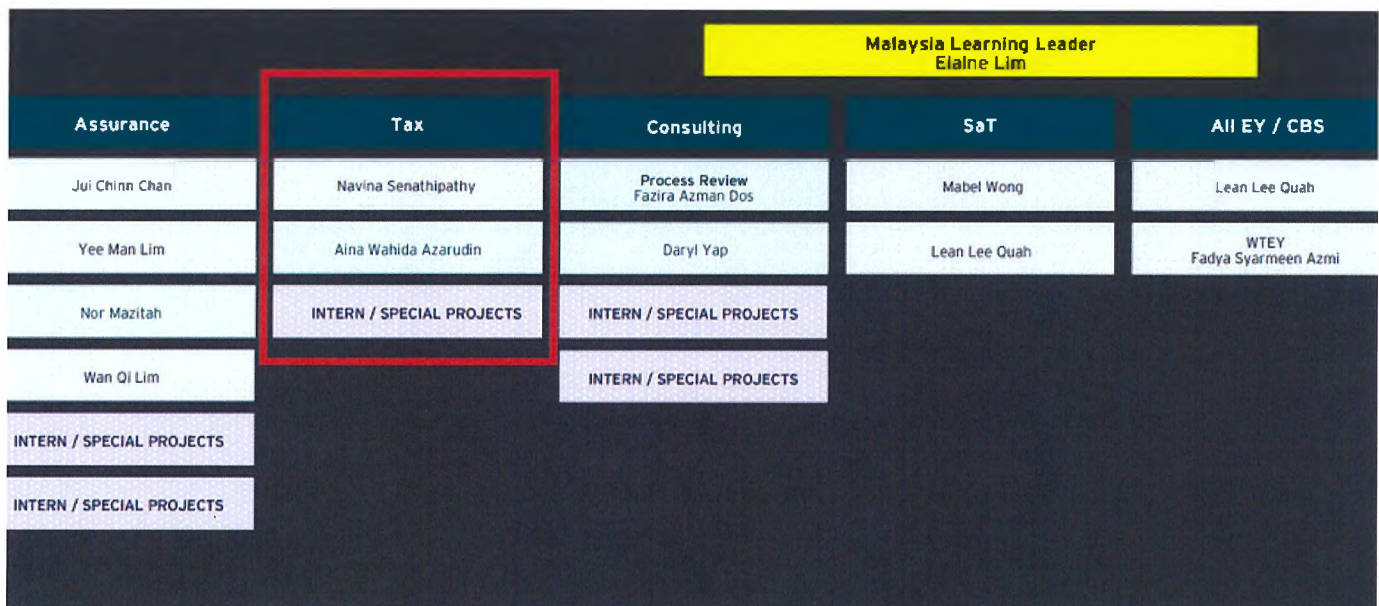 Malaysia Learning Leader
Elaine Lim
Assurance
Jui Chinn Chan
Yee Man Lim
Nor Mazitah
Wan Qi Lim
INTERN / SPECIAL PROJECTS
INTERN / SPECIAL PROJECTS
Tax
Navina Senathipathy
Aina Wahida Azarudin
INTERN / SPECIAL PROJECTS
Consulting
Process Review
Fazira Azman Dos
Daryl Yap
INTERN / SPECIAL PROJECTS
INTERN / SPECIAL PROJECTS
SaT
Mabel Wong
Lean Lee Quah
All EY / CBS
Lean Lee Quah
WTEY
Fadya Syarmeen Azmi